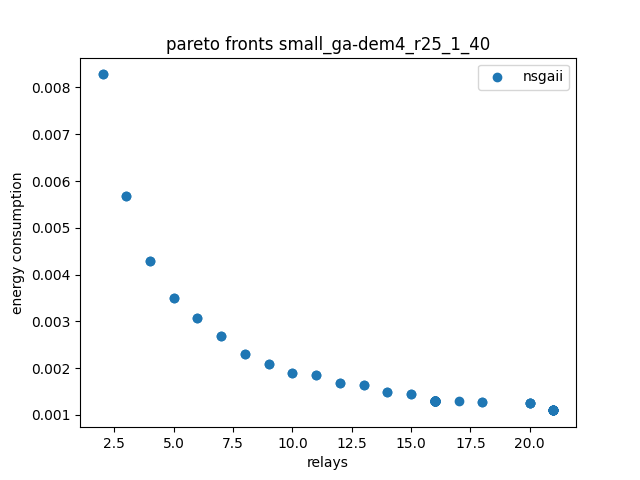 pareto fronts small_ga-dem4_r25_1_40
nsgaii
energy consumption
0.008
0.007
0.006
0.005
0.004
0.003
0.002
0.001
2.5 5.0 7.5 10.0 12.5 15.0 17.5 20.0
relays